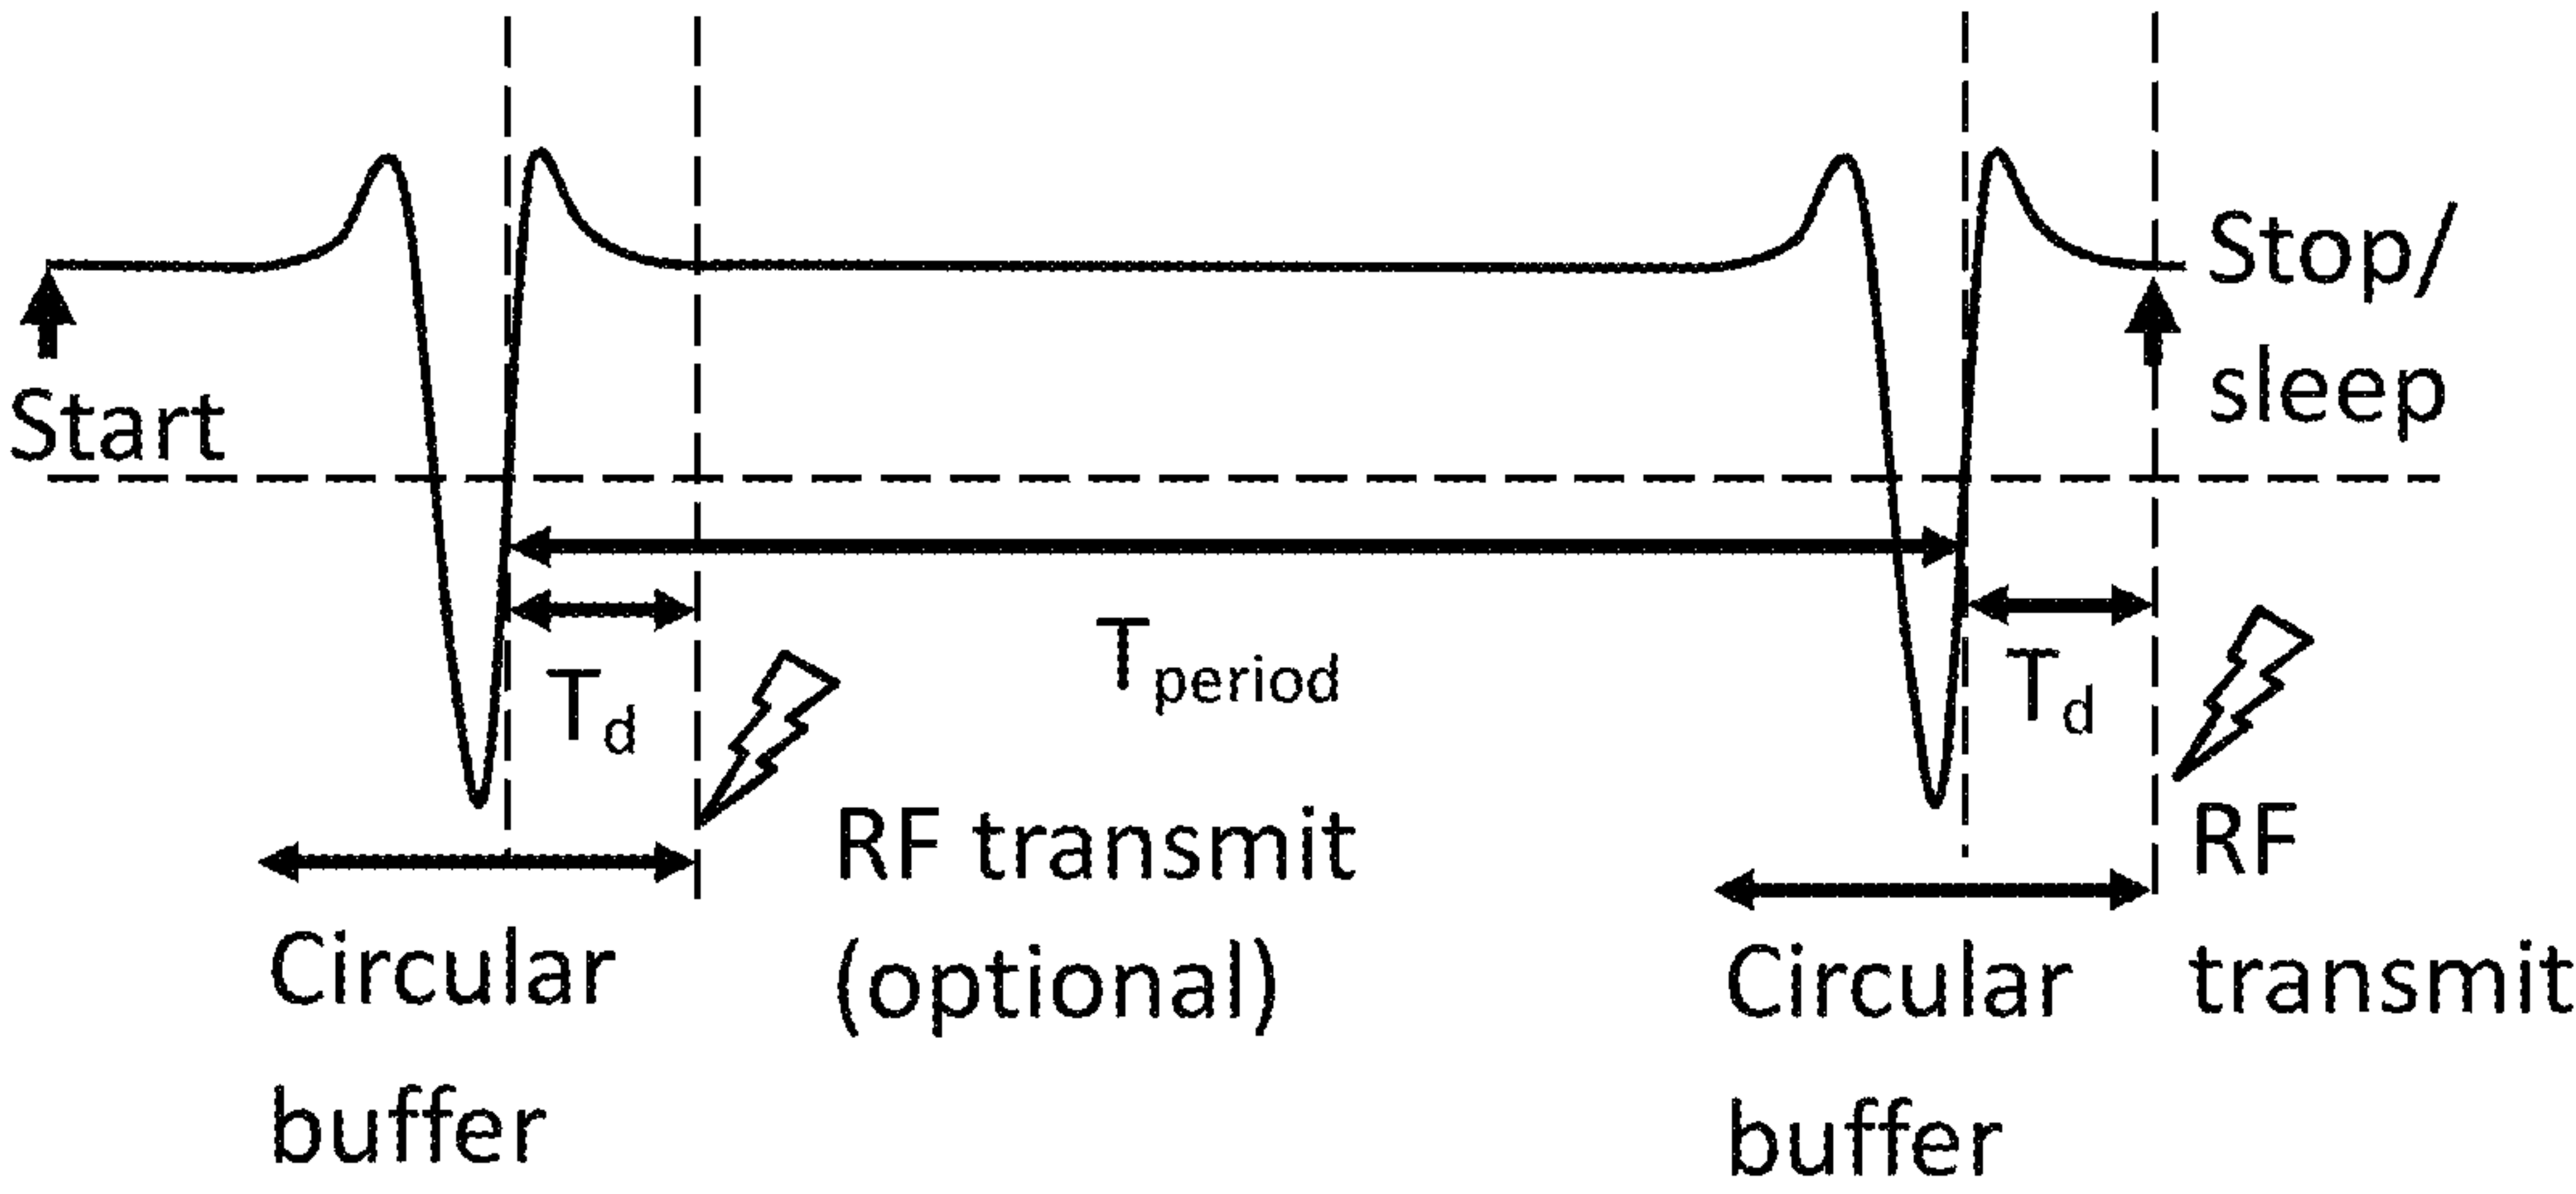 Start
Stop/
sleep
Td
Tperiod
Td
RF transmit
(optional)
RF
transmit
Circular
buffer
Circular
buffer